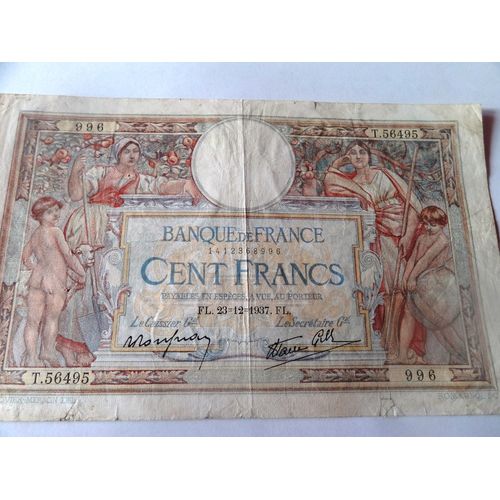 996
T.56495
BANQUE DE FRANCE
1412368996
CENT FRANCS
PAYABLES EN ESPÈCES, A VUE, AU PORTEUR
FL. 23=12=1937. FL.
Le Caissier Gal
Le Secrétaire Gal
T.56495
996